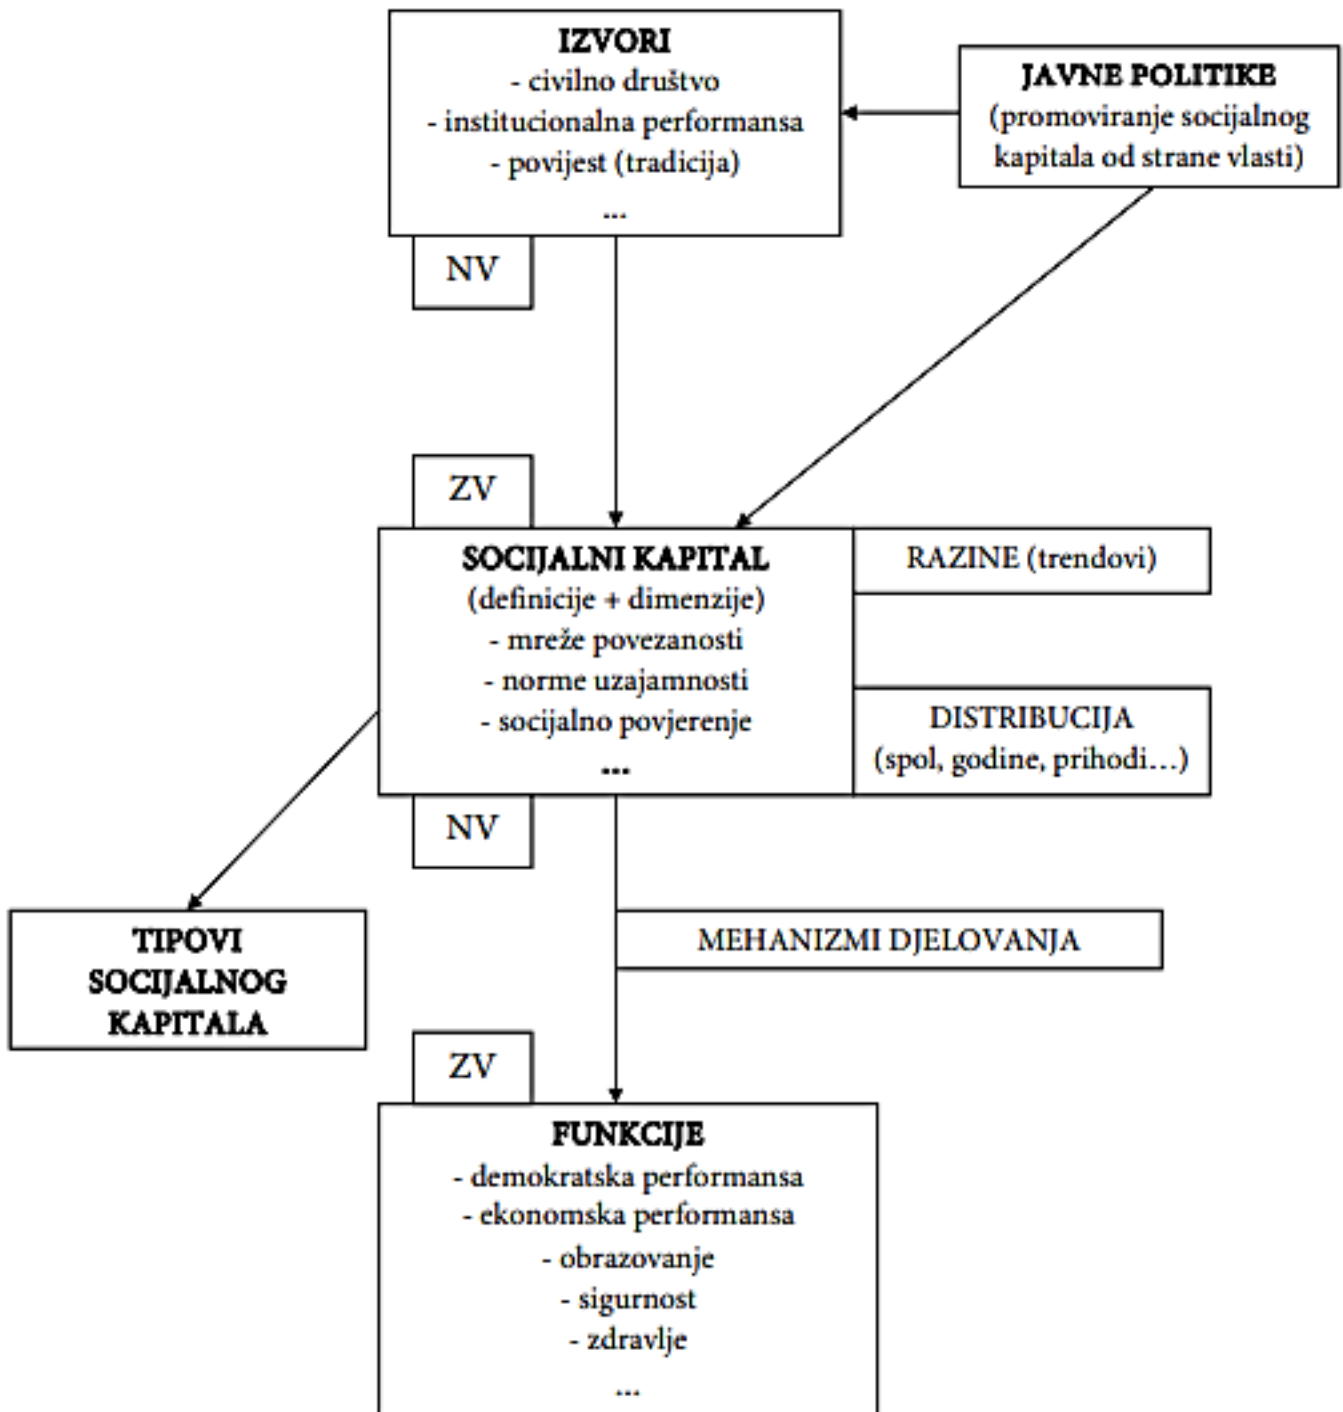 IZVORI
- civilno društvo
- institucionalna performansa
- povijest (tradicija)
...
JAVNE POLITIKE
(promoviranje socijalnog
kapitala od strane vlasti)
NV
ZV
SOCIJALNI KAPITAL
(definicije + dimenzije)
- mreže povezanosti
- norme uzajamnosti
- socijalno povjerenje
...
RAZINE (trendovi)
DISTRIBUCIJA
(spol, godine, prihodi...)
NV
TIPOVI
SOCIJALNOG
KAPITALA
MEHANIZMI DJELOVANJA
ZV
FUNKCIJE
- demokratska performansa
- ekonomska performansa
- obrazovanje
- sigurnost
- zdravlje
...